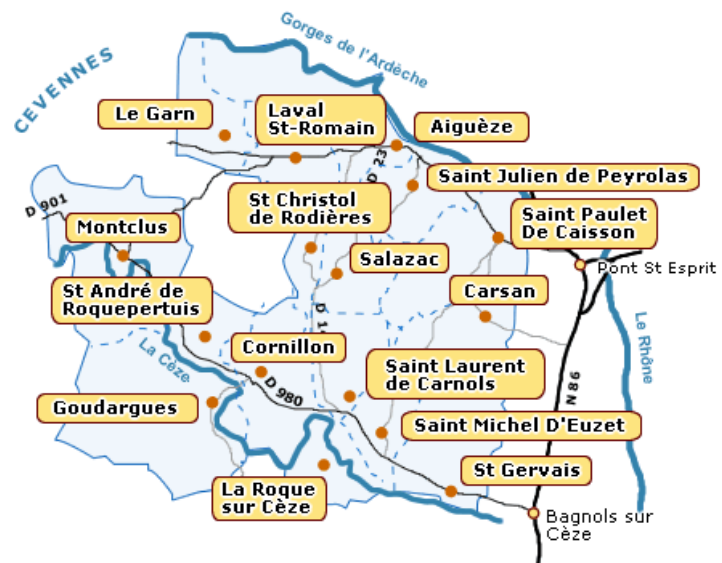 Gorges de l'Ardèche
CEVENNES
Le Garn
Laval
St-Romain
Aiguèze
D 23
Saint Julien de Peyrolas
D 901
St Christol
de Rodières
Saint Paulet
De Caisson
Montclus
Salazac
Pont St Esprit
St André de
Roquepertuis
Carsan
D 1
Le Rhône
La Cèze
Cornillon
Saint Laurent
de Carnols
D 980
N 86
Goudargues
Saint Michel D'Euzet
St Gervais
La Roque
sur Cèze
Bagnols sur
Cèze